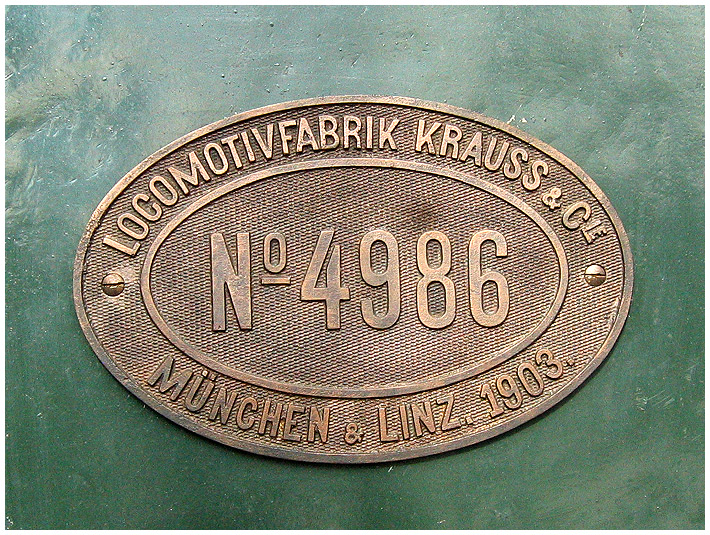 LOCOMOTIVFABRIK KRAUSS & CIE
No 4986
MÜNCHEN & LINZ. 1903.